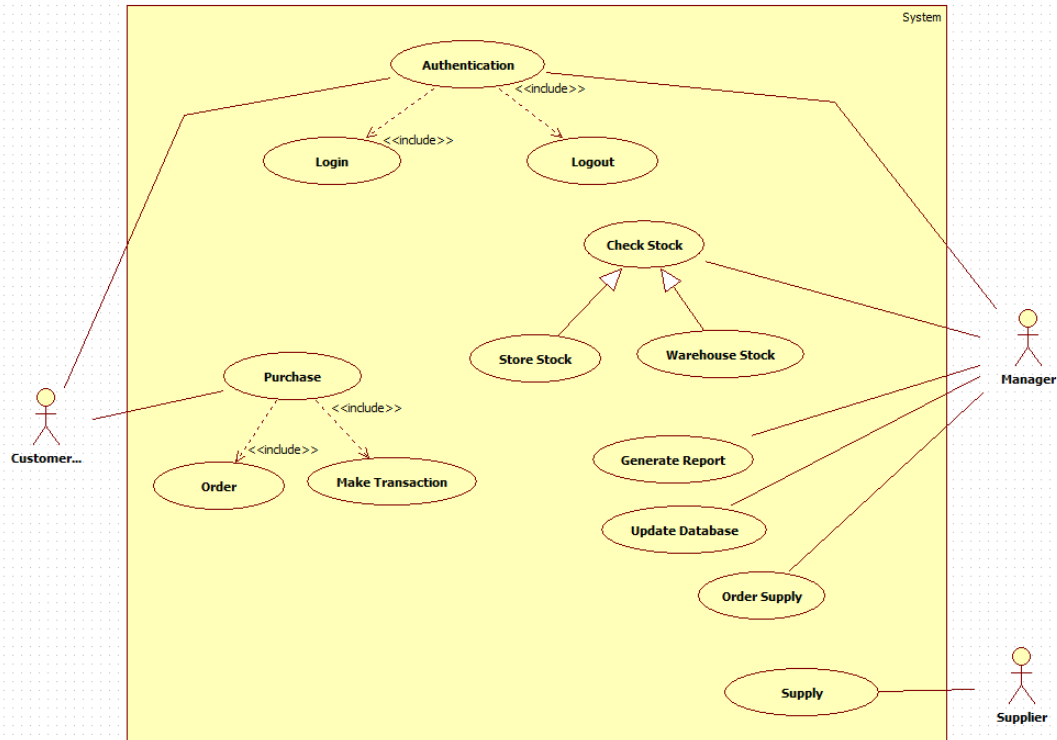 System
Authentication
<<include>>
<<include>>
Login
Logout
Check Stock
Store Stock
Warehouse Stock
Manager
Purchase
<<include>>
Customer...
<<include>>
Order
Make Transaction
Generate Report
Update Database
Order Supply
Supply
Supplier